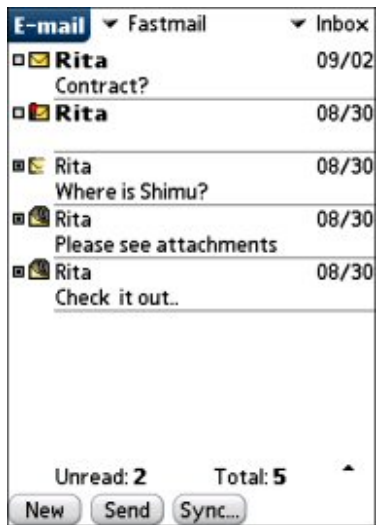 E-mail Fastmail Inbox
Rita 09/02
Contract?
Rita 08/30
Rita 08/30
Where is Shimu?
Rita 08/30
Please see attachments
Rita 08/30
Check it out..
Unread: 2 Total: 5
New Send Sync...